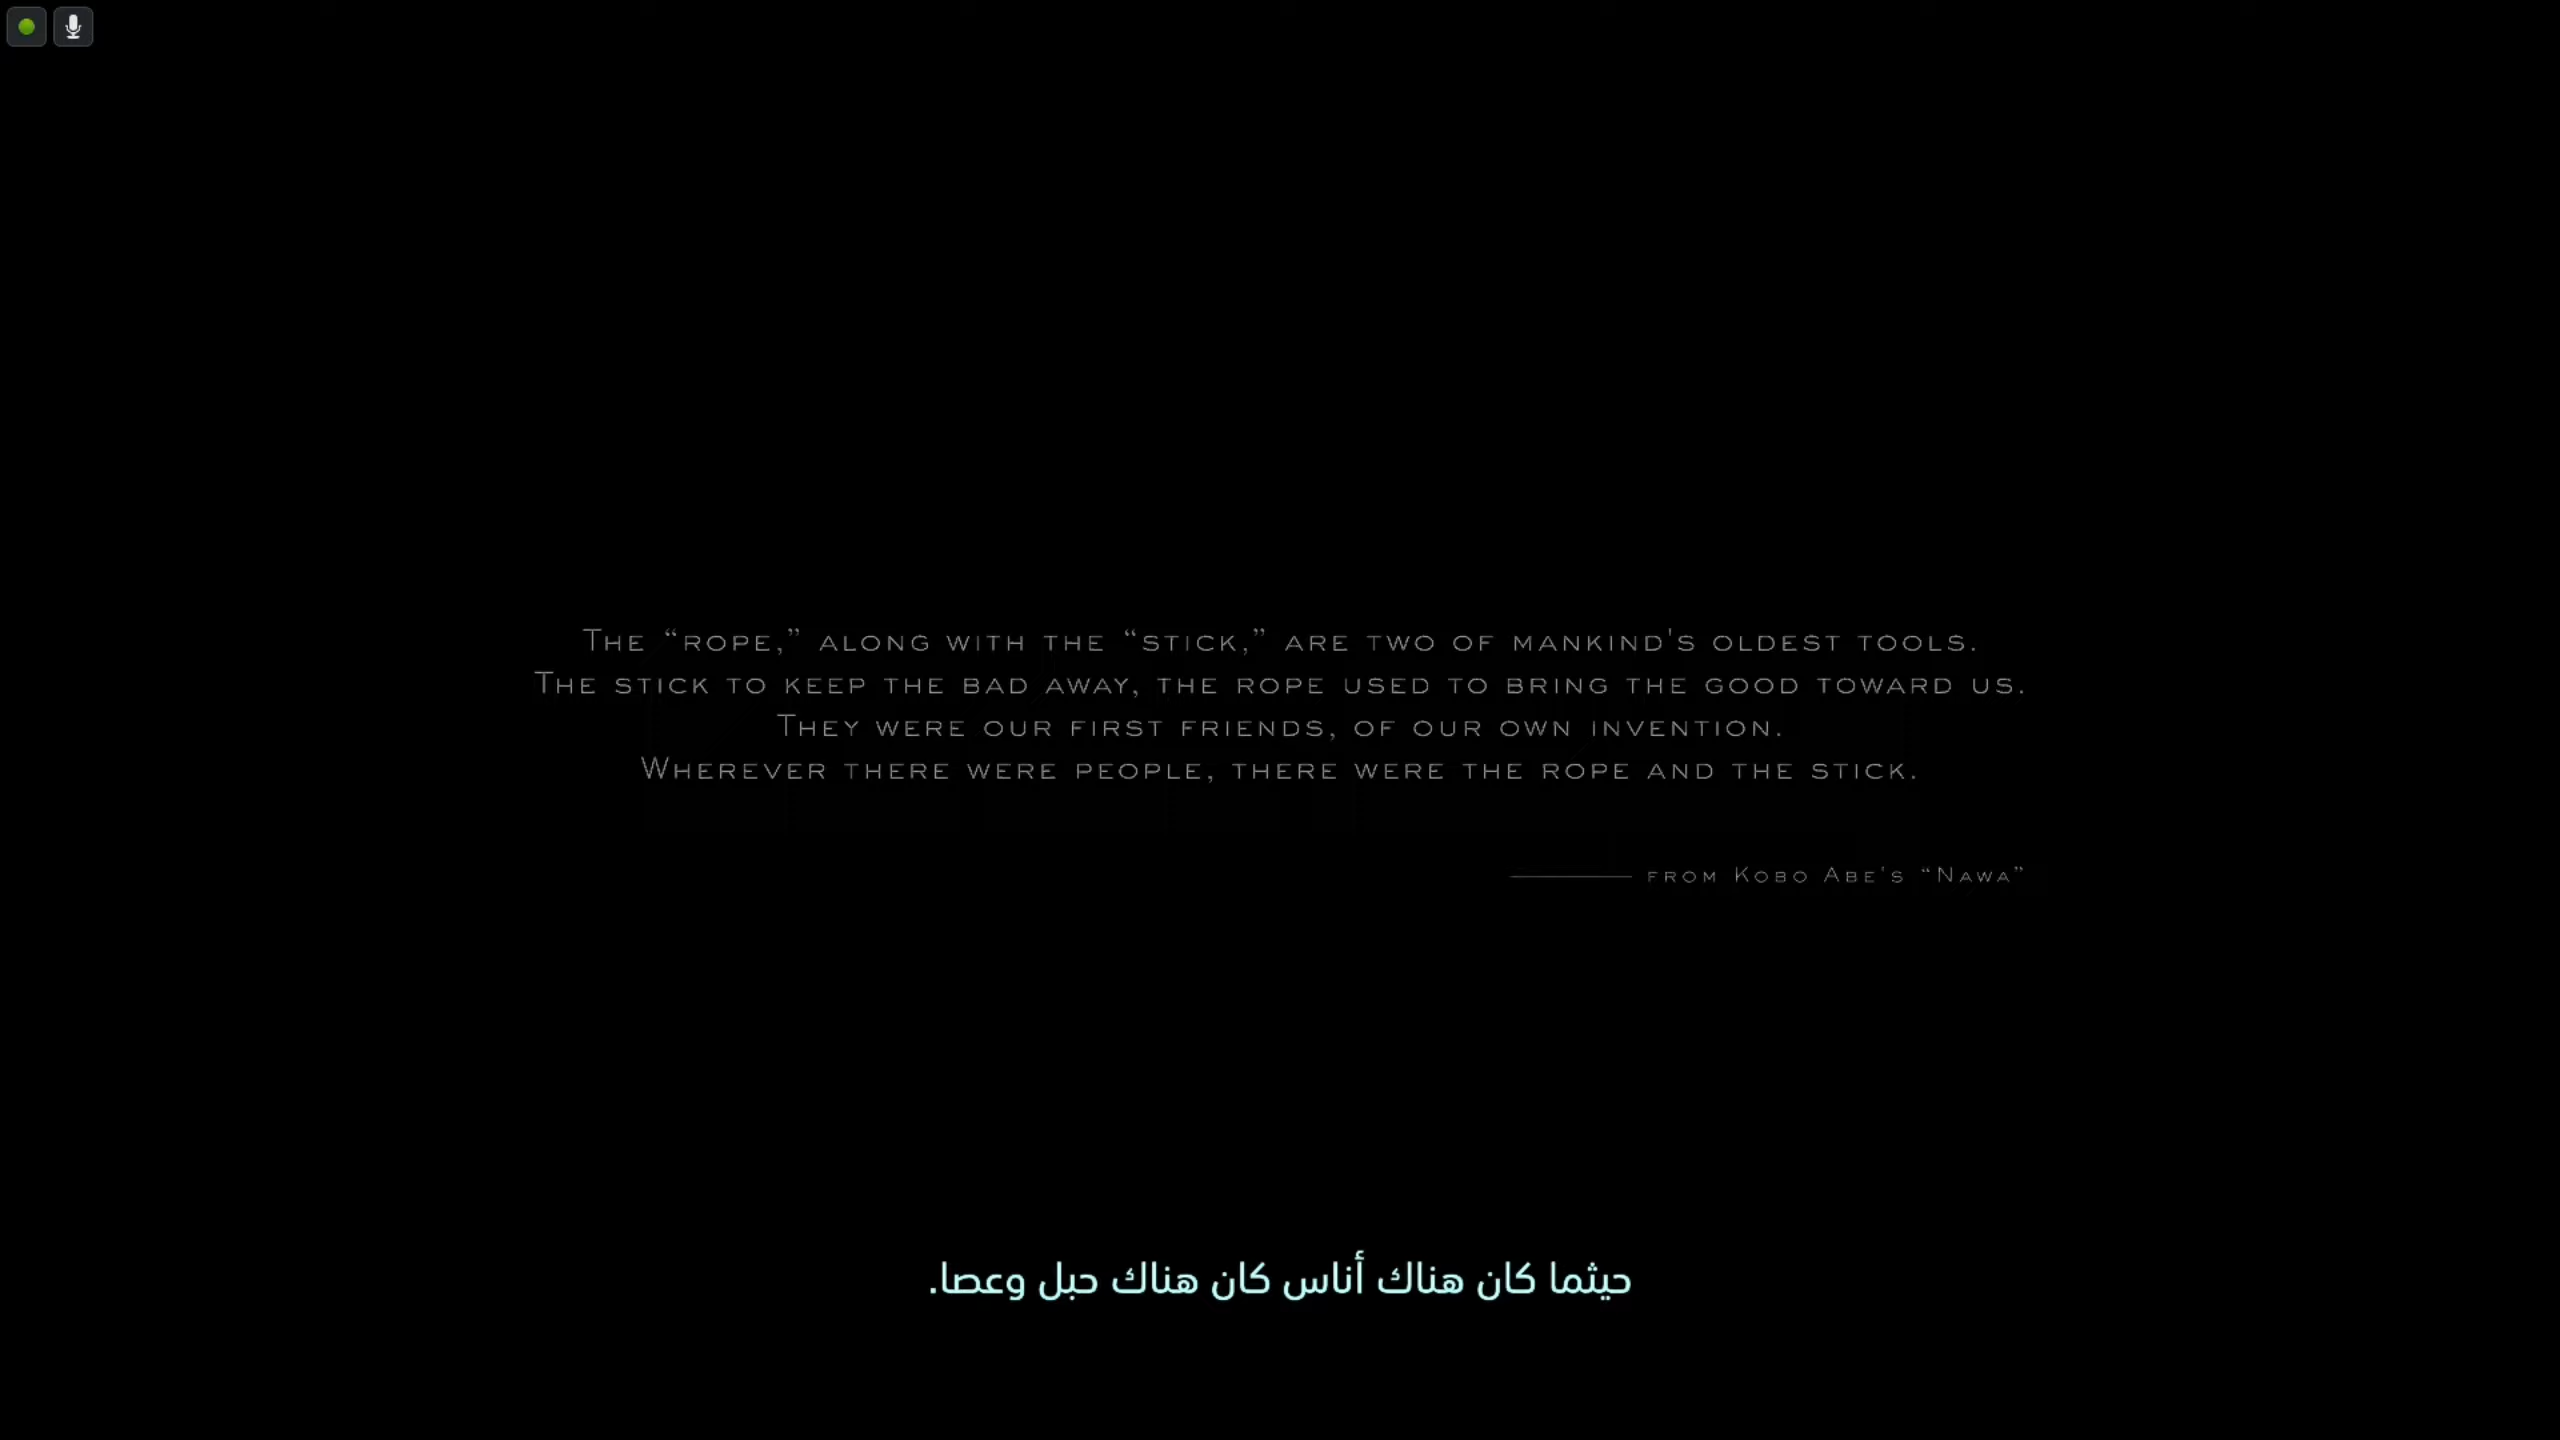 The “rope,” along with the “stick,” are two of mankind's oldest tools.
The stick to keep the bad away, the rope used to bring the good toward us.
They were our first friends, of our own invention.
Wherever there were people, there were the rope and the stick.
from Kobo Abe's “Nawa”
حيثما كان هناك أناس كان هناك حبل وعصا.